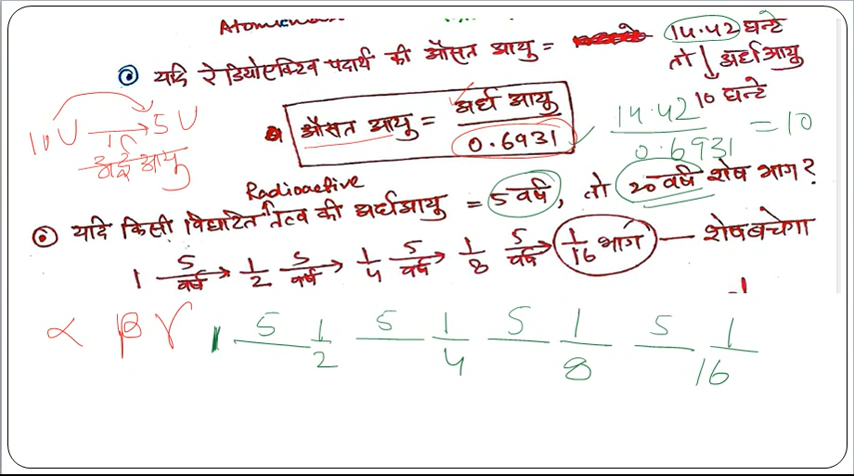 यदि रेडियोएक्टिव पदार्थ की औसत आयु = 14.42 घन्टे
तो अर्धआयु
10 घन्टे
औसत आयु = अर्ध आयु / 0.6931
14.42 / 0.6931 = 10
10U → 5U
अर्द्ध आयु
Radioactive
यदि किसी विघटित तत्व की अर्धआयु = 5 वर्ष, तो 20 वर्ष शेष भाग?
1 5 वर्ष → 1/2 5 वर्ष → 1/4 5 वर्ष → 1/8 5 वर्ष → 1/16 भाग — शेष बचेगा
α β γ 1 5 1/2 5 1/4 5 1/8 5 1/16